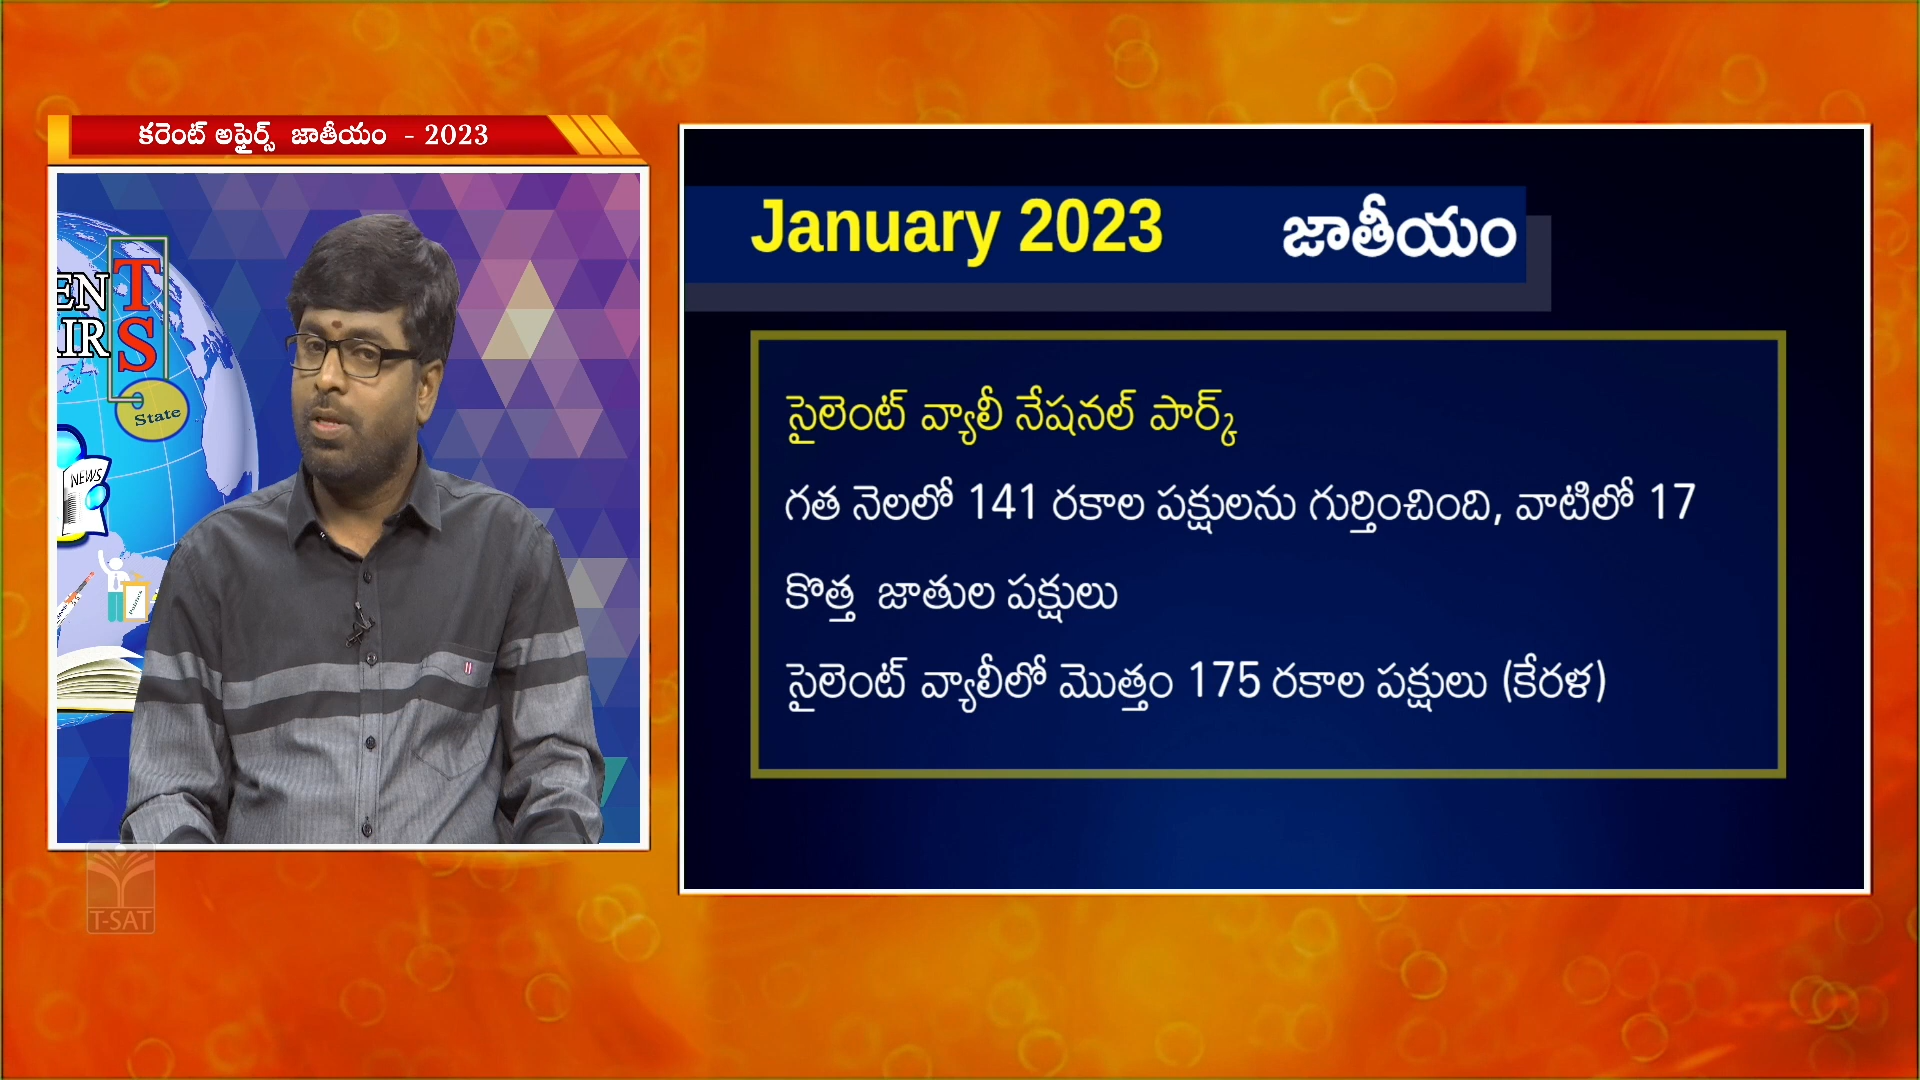 కరెంట్ అఫైర్స్ జాతీయం - 2023
January 2023 జాతీయం
సైలెంట్ వ్యాలీ నేషనల్ పార్క్
గత నెలలో 141 రకాల పక్షులను గుర్తించింది, వాటిలో 17
కొత్త జాతుల పక్షులు
సైలెంట్ వ్యాలీలో మొత్తం 175 రకాల పక్షులు (కేరళ)
EN
AIRS
TS
State
NEWS
T-SAT